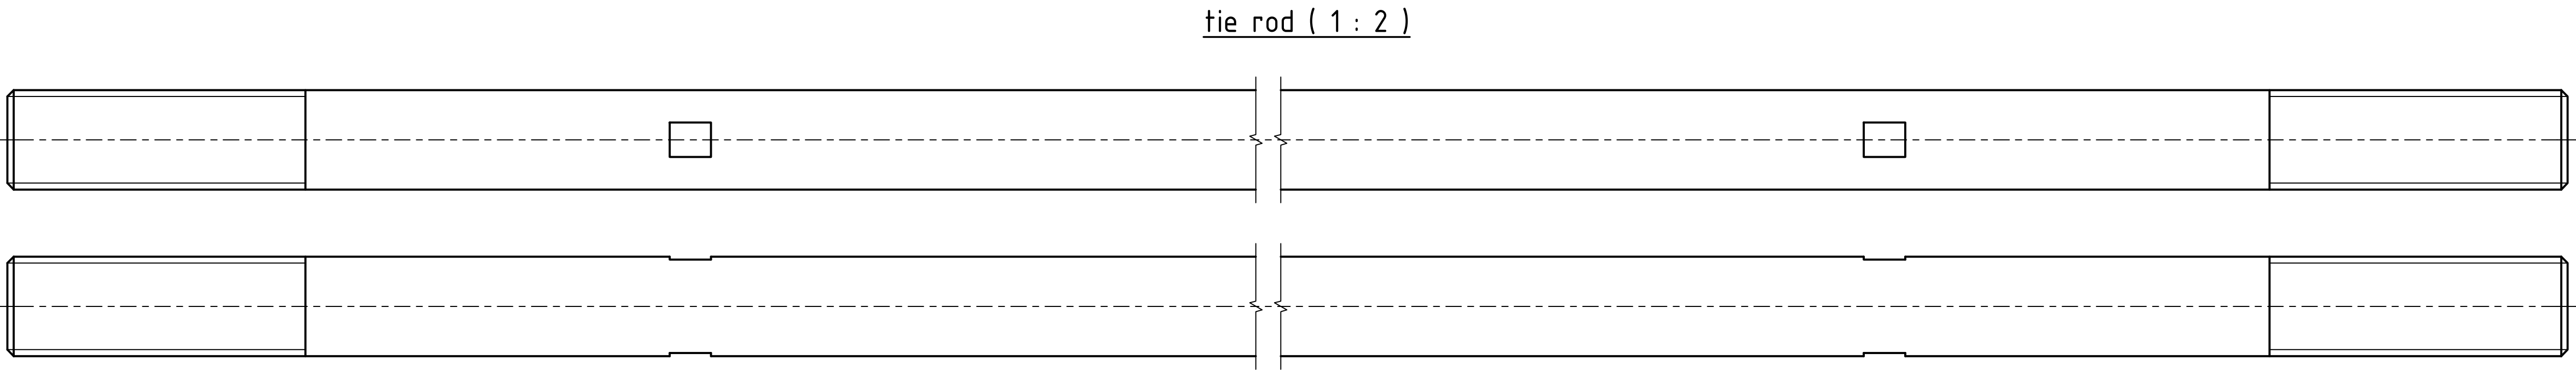 tie rod ( 1 : 2 )